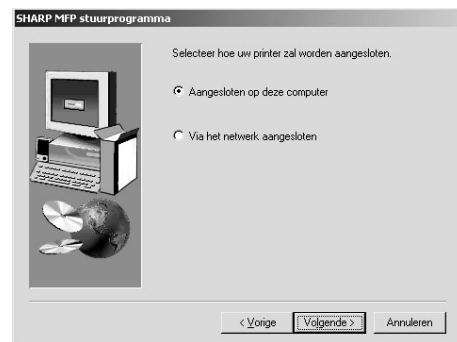 SHARP MFP stuurprogramma
Selecteer hoe uw printer zal worden aangesloten.
Aangesloten op deze computer
Via het netwerk aangesloten
< Vorige
Volgende >
Annuleren